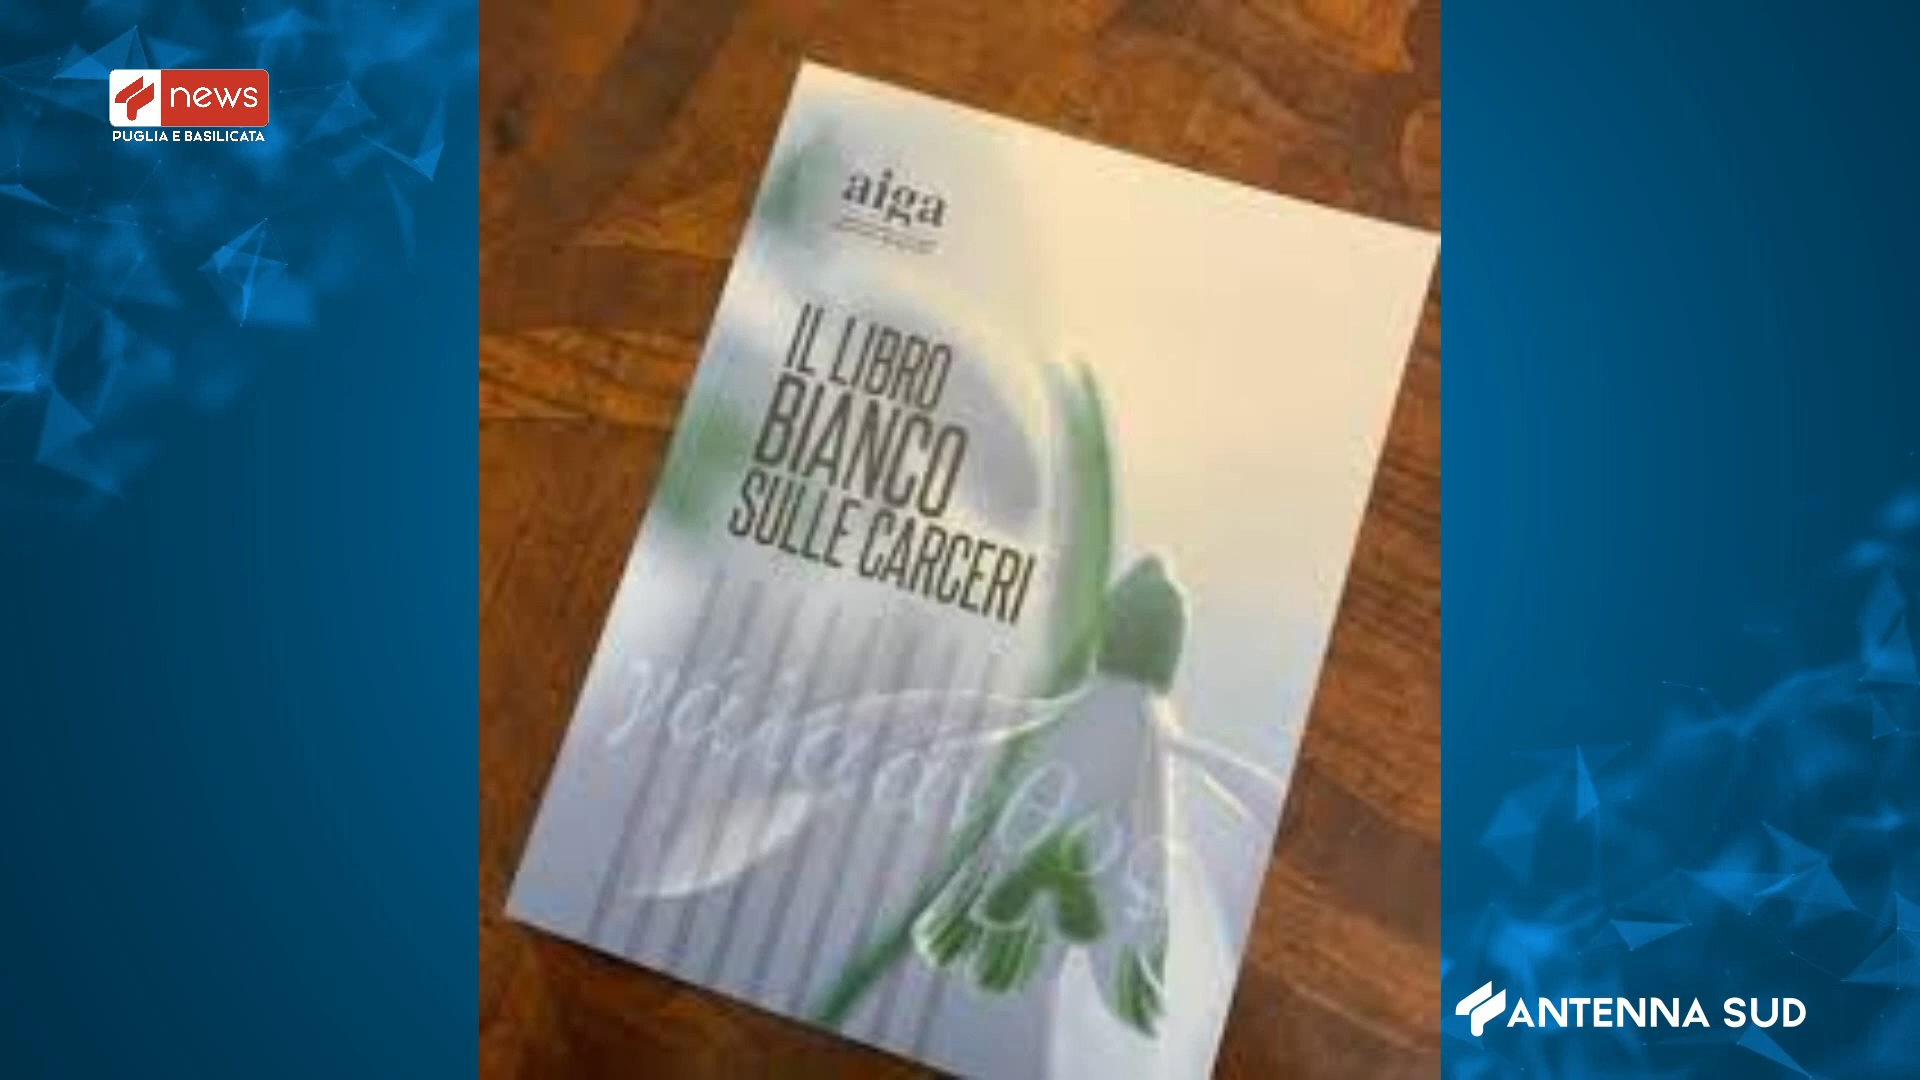 news
PUGLIA E BASILICATA
aiga
IL LIBRO
BIANCO
SULLE CARCERI
ANTENNA SUD